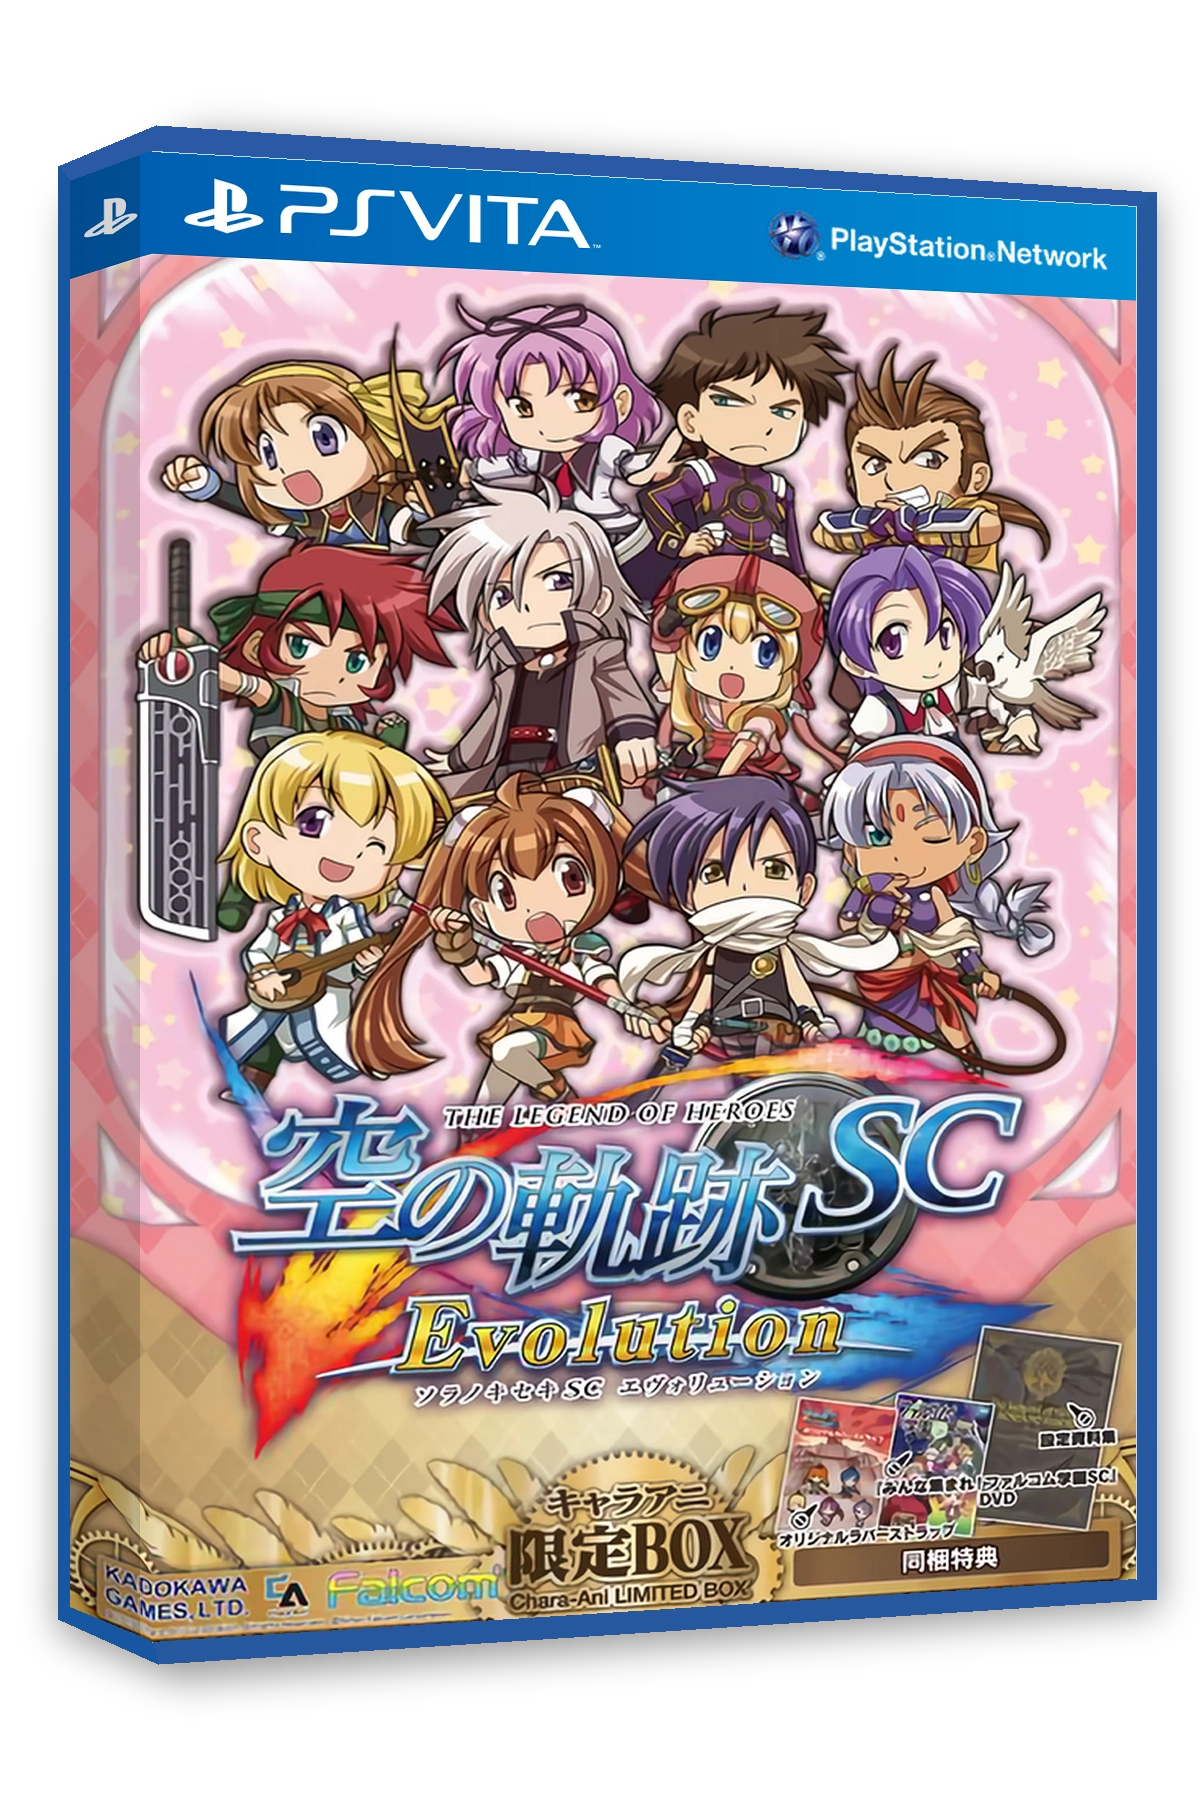 PSVITA™
PlayStation®Network
THE LEGEND OF HEROES
空の軌跡SC
Evolution
ソラノキセキSC エヴォリューション
設定資料集
「みんな集まれ!ファルコム学園SC」
DVD
オリジナルラバーストラップ
同梱特典
キャラアニ
限定BOX
Chara-Ani LIMITED BOX
KADOKAWA
GAMES,LTD.
CA
Falcom